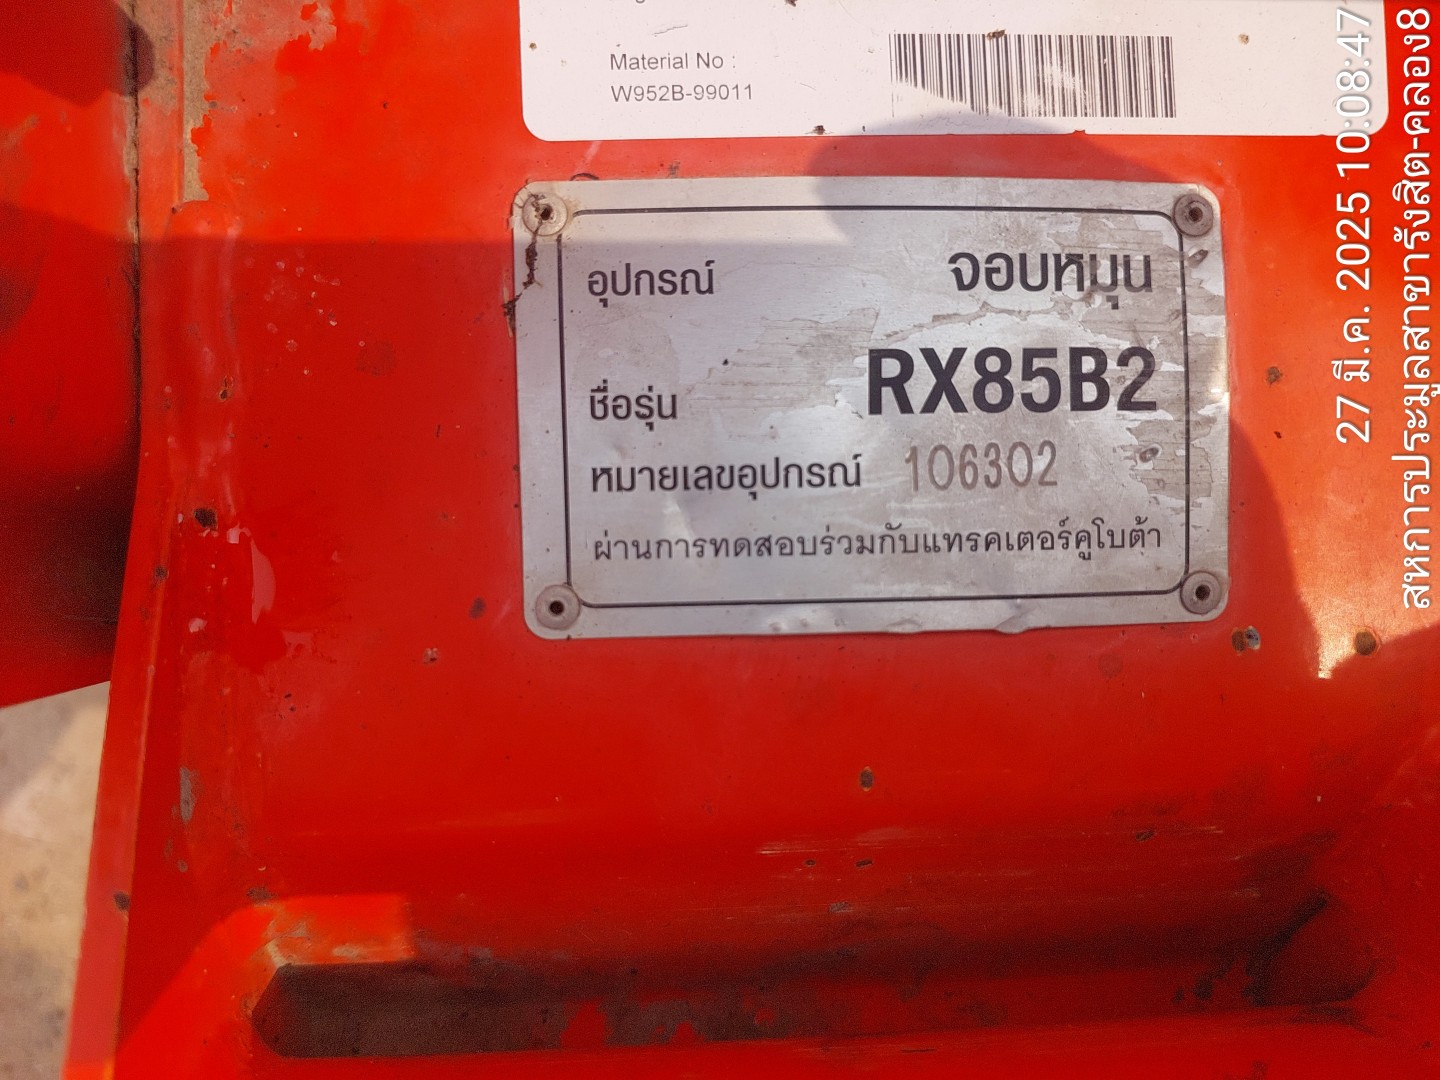 Material No :
W952B-99011
อุปกรณ์ จอบหมุน
ชื่อรุ่น RX85B2
หมายเลขอุปกรณ์ 106302
ผ่านการทดสอบร่วมกับแทรคเตอร์คูโบต้า
27 มี.ค. 2025 10:08:47
สหการประมูลสาขารังสิต-คลอง8